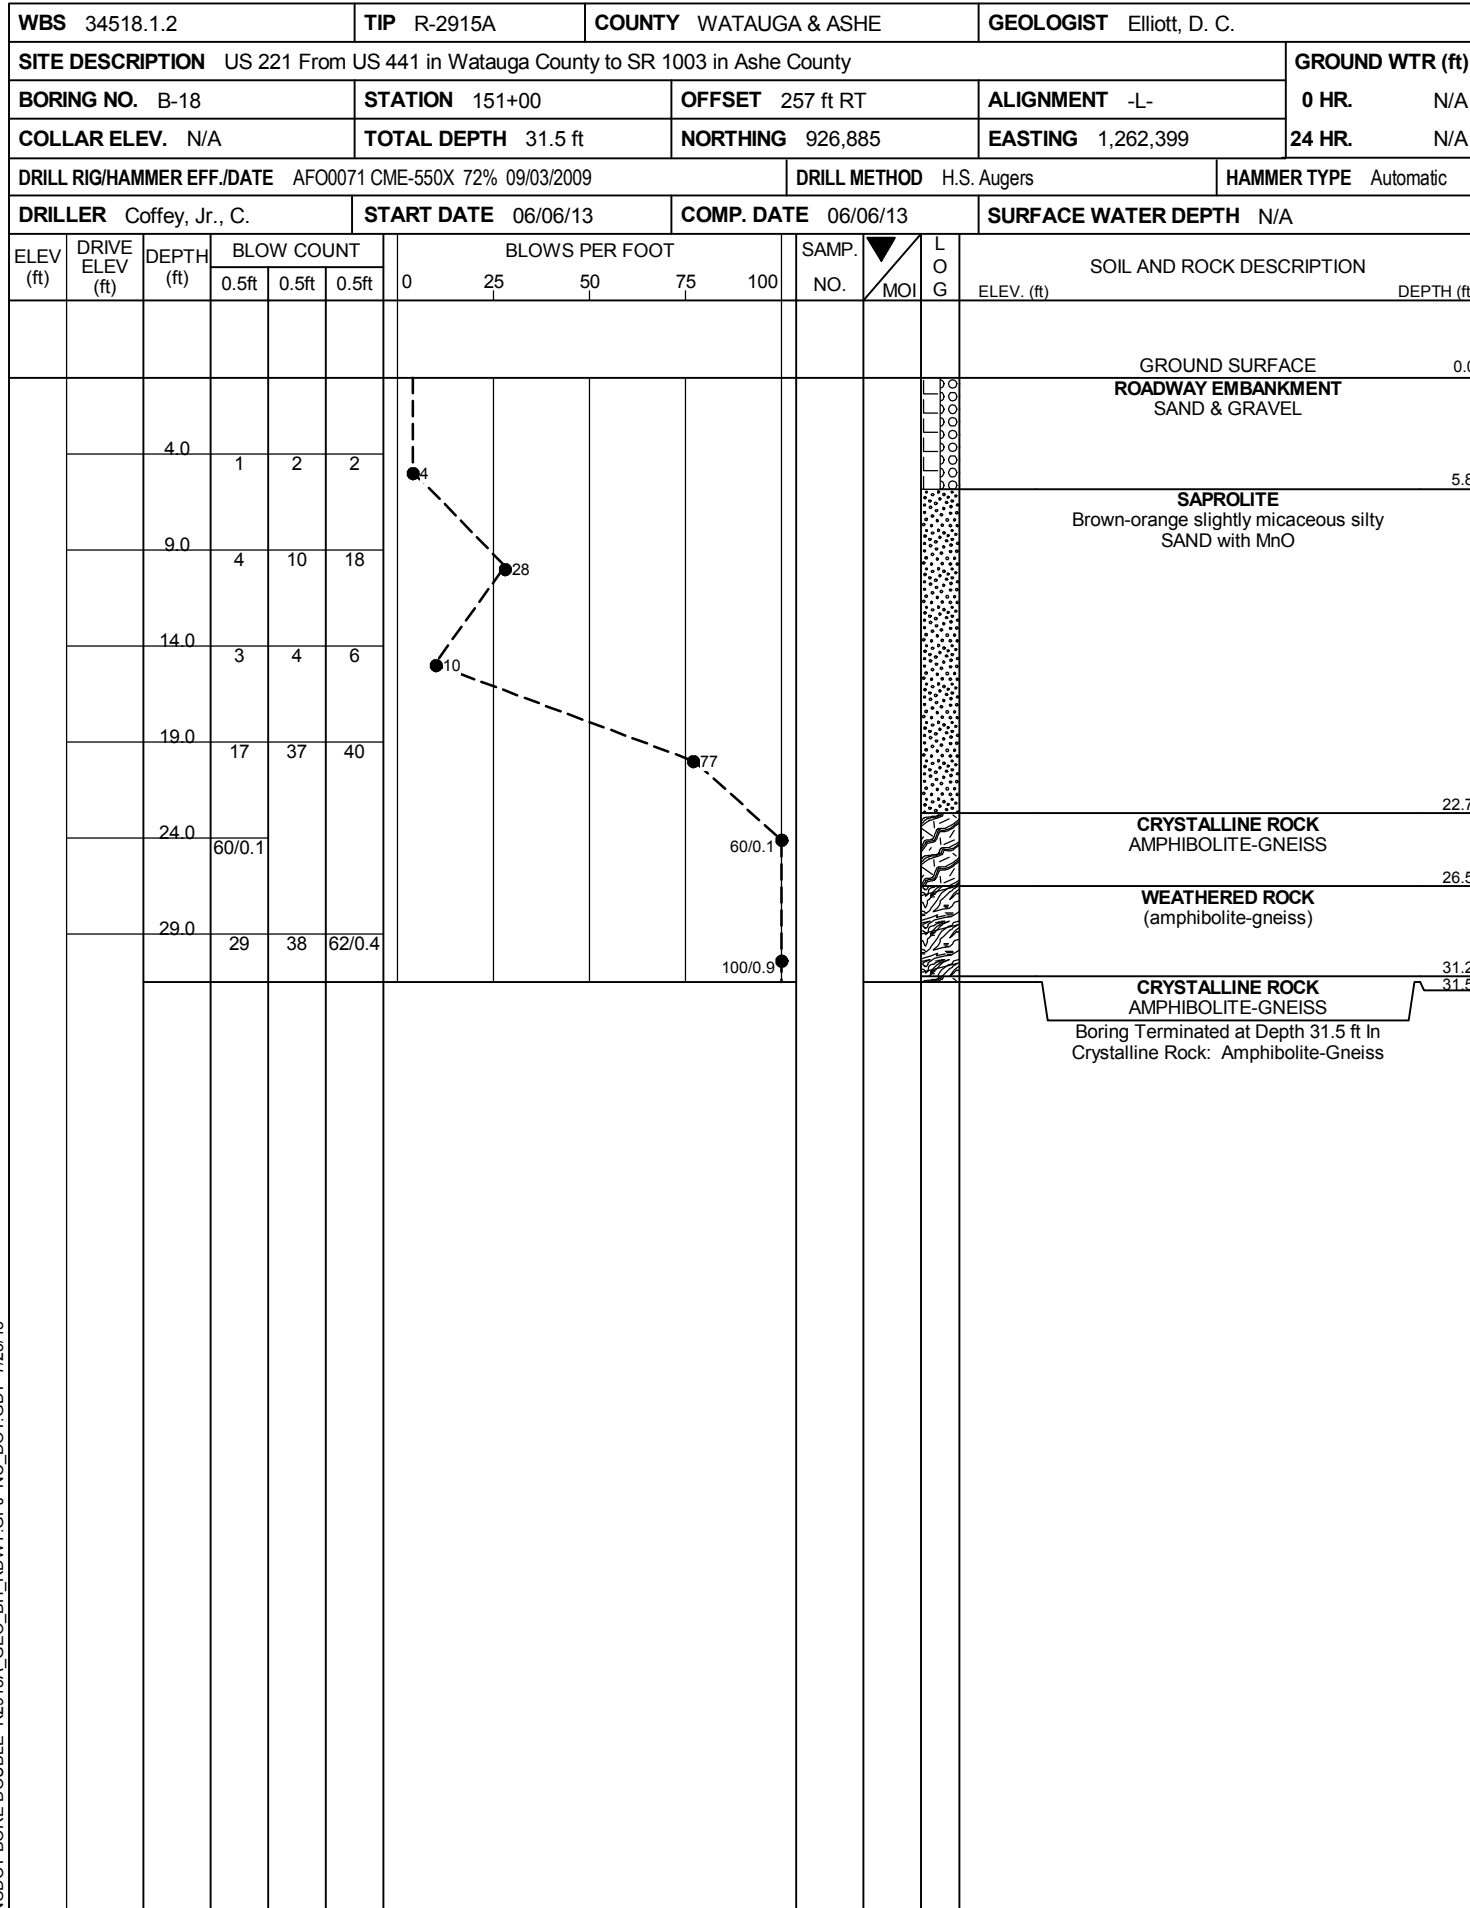 WBS 34518.1.2 TIP R-2915A COUNTY WATAUGA & ASHE GEOLOGIST Elliott, D. C.
SITE DESCRIPTION US 221 From US 441 in Watauga County to SR 1003 in Ashe County GROUND WTR (ft)
BORING NO. B-18 STATION 151+00 OFFSET 257 ft RT ALIGNMENT -L- 0 HR. N/A
COLLAR ELEV. N/A TOTAL DEPTH 31.5 ft NORTHING 926,885 EASTING 1,262,399 24 HR. N/A
DRILL RIG/HAMMER EFF./DATE AFO0071 CME-550X 72% 09/03/2009 DRILL METHOD H.S. Augers HAMMER TYPE Automatic
DRILLER Coffey, Jr., C. START DATE 06/06/13 COMP. DATE 06/06/13 SURFACE WATER DEPTH N/A
ELEV (ft) DRIVE ELEV (ft) DEPTH (ft) BLOW COUNT BLOWS PER FOOT SAMP. NO. MOI LOG SOIL AND ROCK DESCRIPTION
0.5ft 0.5ft 0.5ft 0 25 50 75 100 ELEV. (ft) DEPTH (ft
GROUND SURFACE 0.0
ROADWAY EMBANKMENT
SAND & GRAVEL
4.0 1 2 2 4
5.8
SAPROLITE
Brown-orange slightly micaceous silty
SAND with MnO
9.0 4 10 18 28
14.0 3 4 6 10
19.0 17 37 40 77
22.7
CRYSTALLINE ROCK
AMPHIBOLITE-GNEISS
24.0 60/0.1 60/0.1
26.5
WEATHERED ROCK
(amphibolite-gneiss)
29.0 29 38 62/0.4 100/0.9
31.2
CRYSTALLINE ROCK 31.5
AMPHIBOLITE-GNEISS
Boring Terminated at Depth 31.5 ft In
Crystalline Rock: Amphibolite-Gneiss